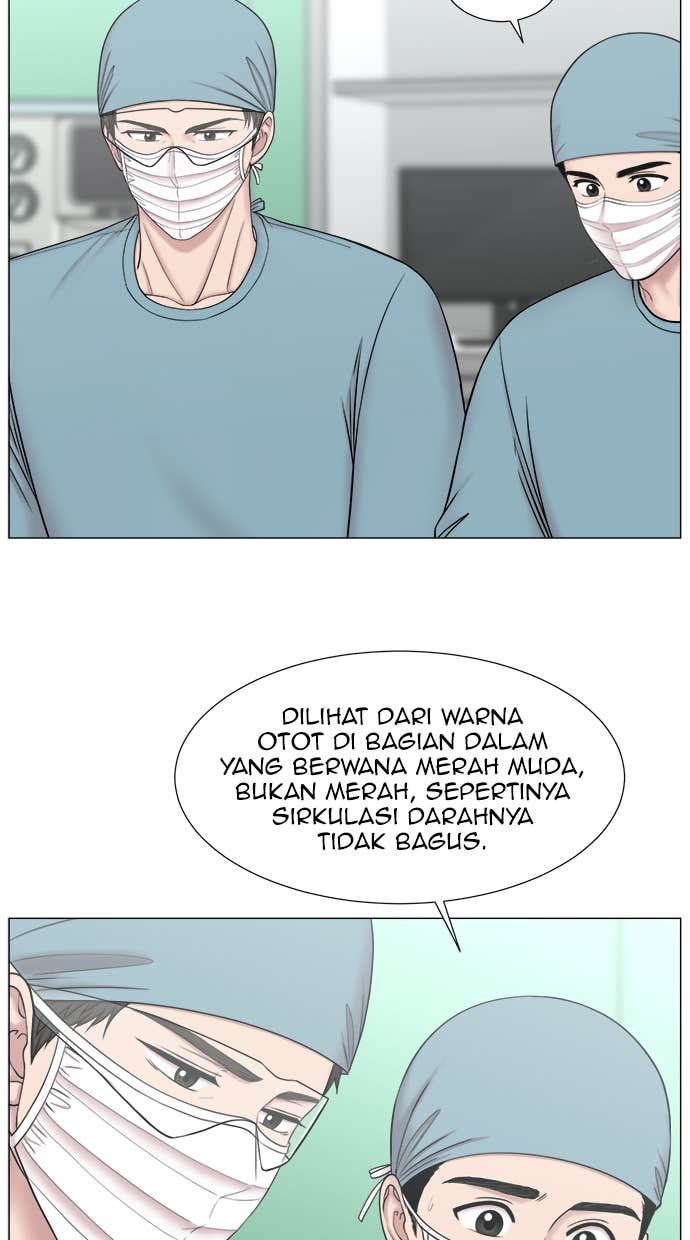 DILIHAT DARI WARNA
OTOT DI BAGIAN DALAM
YANG BERWANA MERAH MUDA,
BUKAN MERAH, SEPERTINYA
SIRKULASI DARAHNYA
TIDAK BAGUS.